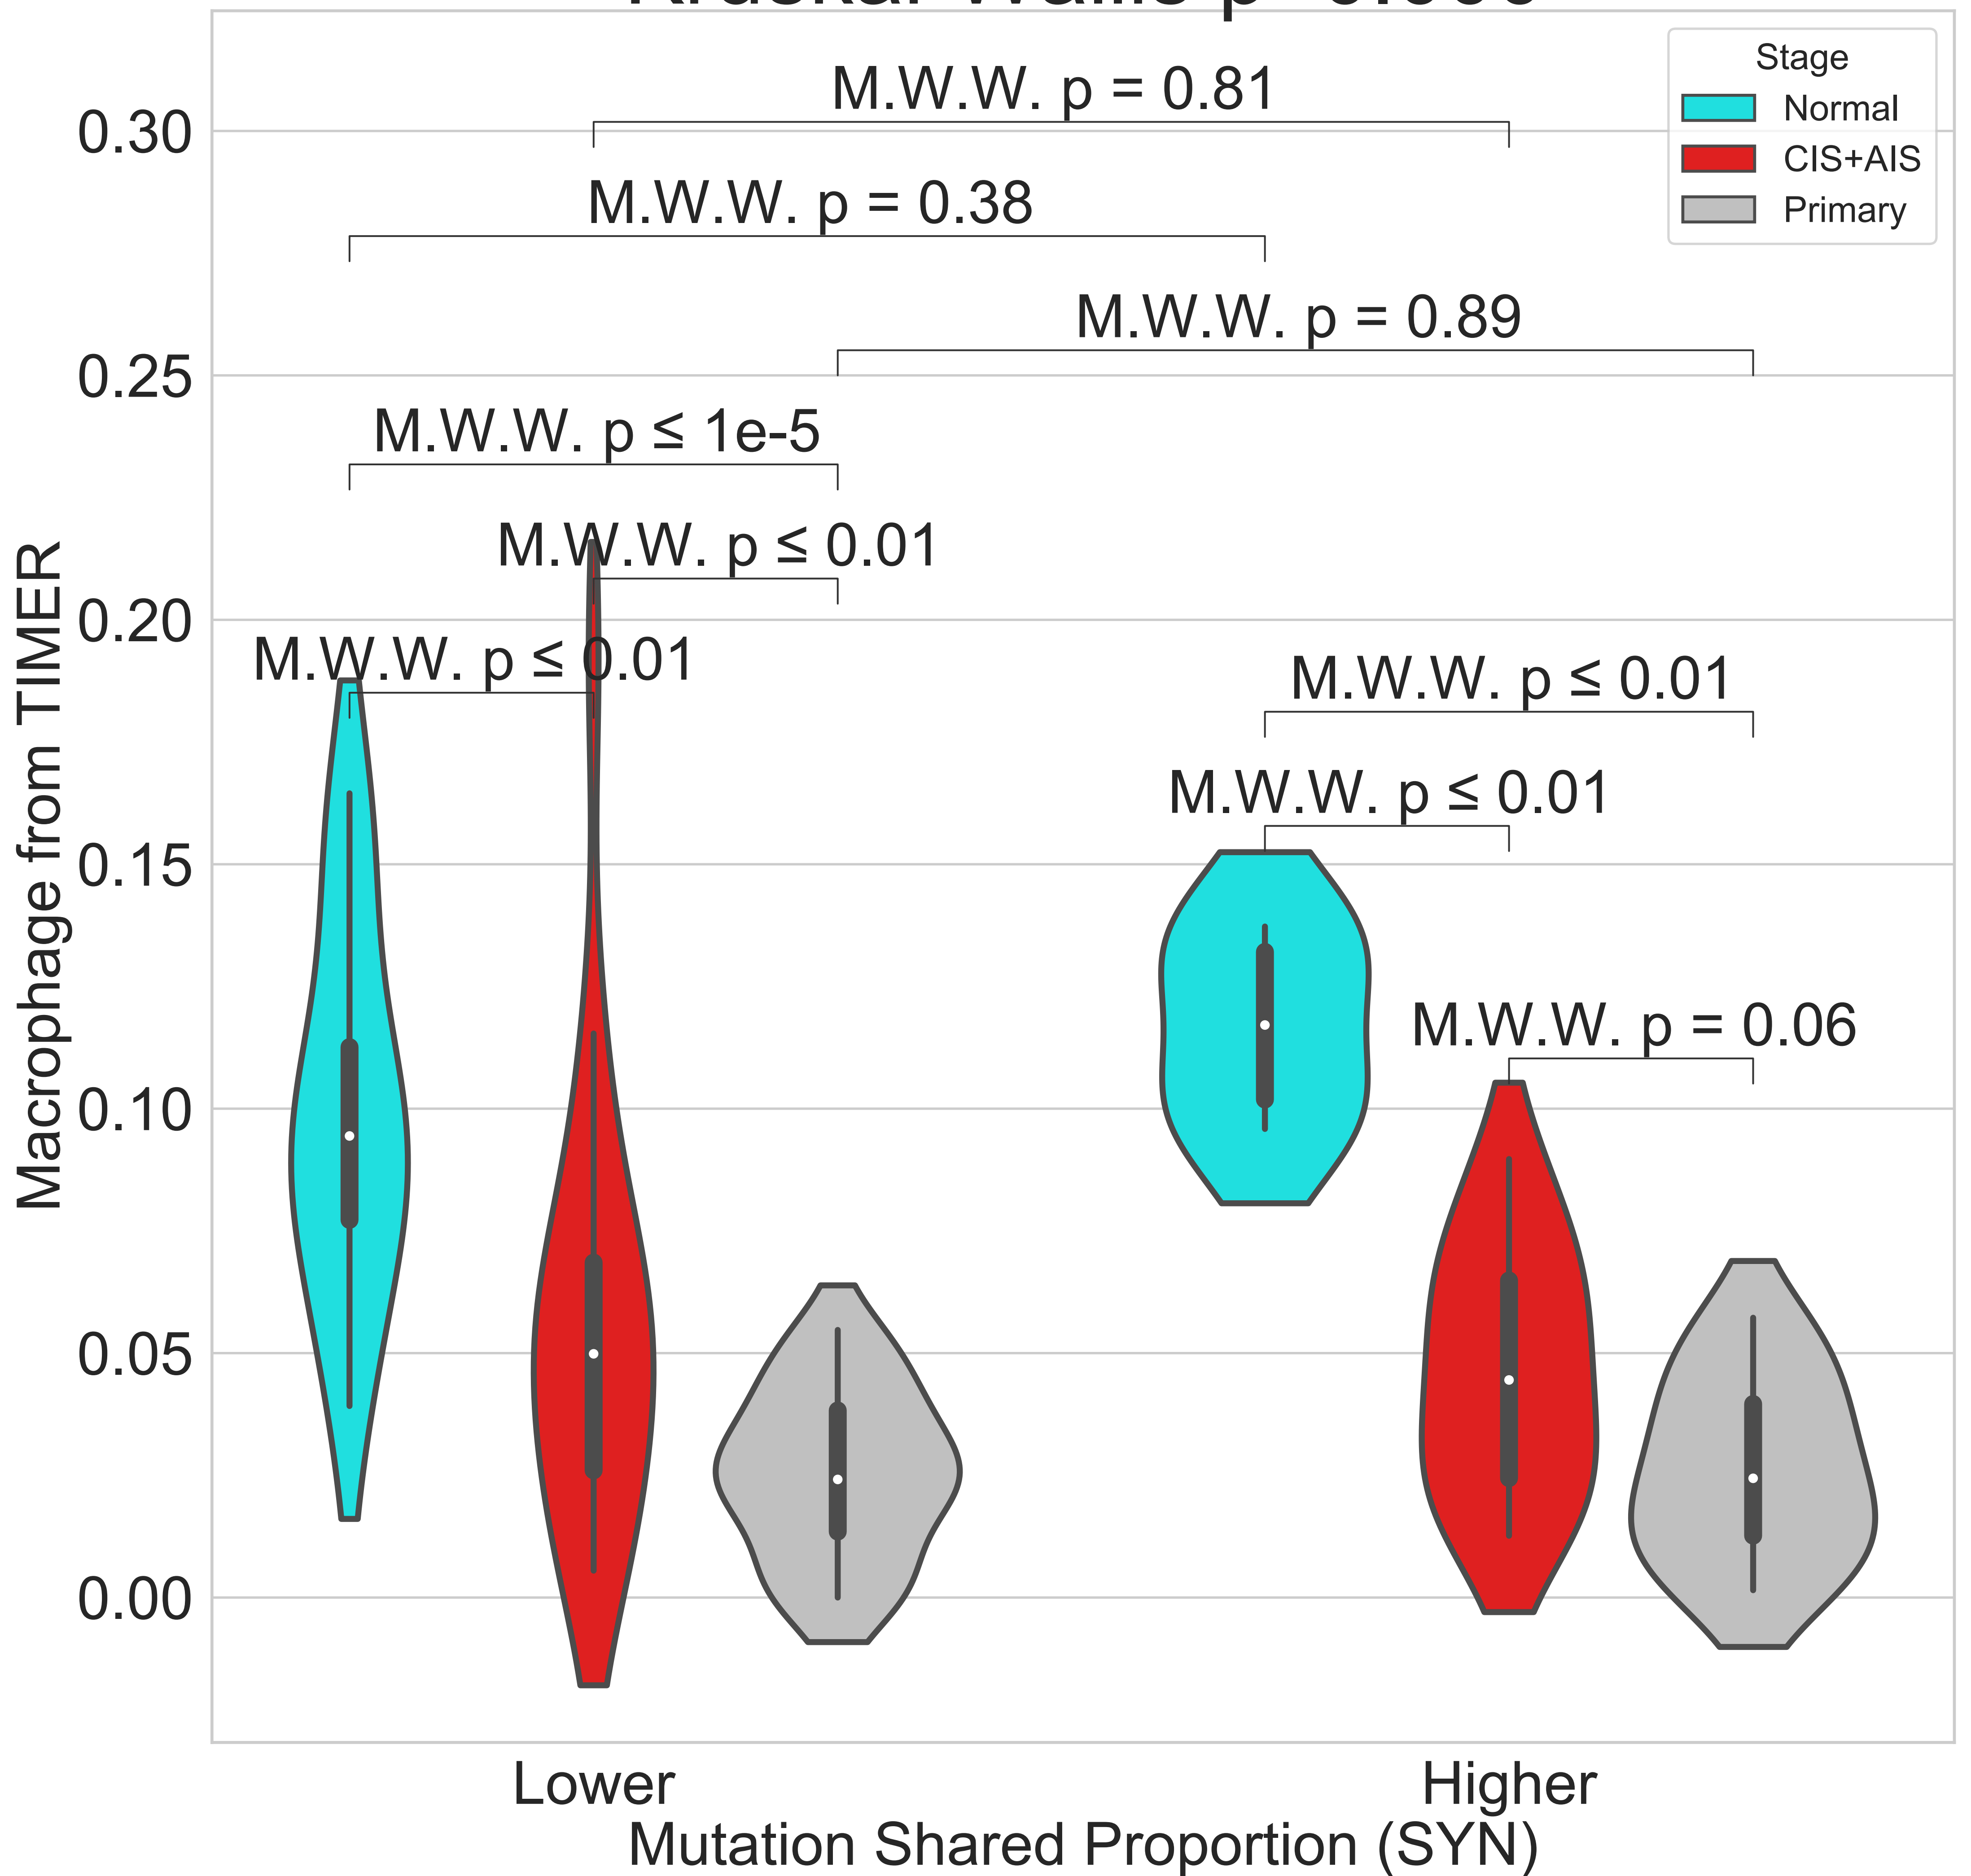 Stage
Normal
CIS+AIS
Primary
M.W.W. p = 0.81
M.W.W. p = 0.38
M.W.W. p = 0.89
M.W.W. p ≤ 1e-5
M.W.W. p ≤ 0.01
M.W.W. p ≤ 0.01
M.W.W. p ≤ 0.01
M.W.W. p ≤ 0.01
M.W.W. p = 0.06
Macrophage from TIMER
0.30
0.25
0.20
0.15
0.10
0.05
0.00
Lower
Higher
Mutation Shared Proportion (SYN)